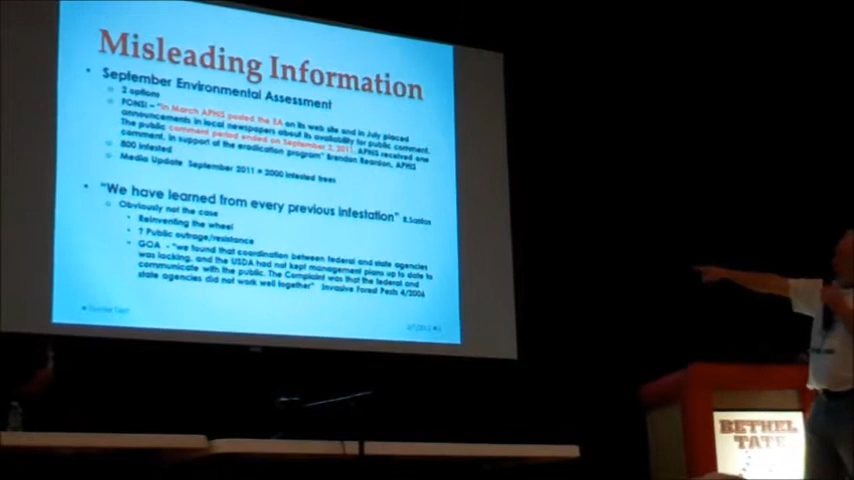 Misleading Information
• September Environmental Assessment
○ 2 options
○ FONSI – "In March APHIS posted the EA on its web site and in July placed
announcements in local newspapers about its availability for public comment.
The public comment period ended on September 2, 2011. APHIS received one
comment, in support of the eradication program" Brendon Reardon, APHIS
○ 800 infested
○ Media Update September 2011 = 2000 infested trees
• "We have learned from every previous infestation" R.Santos
○ Obviously not the case
• Reinventing the wheel
• ? Public outrage/resistance
• GOA - "we found that coordination between federal and state agencies
was lacking, and the USDA had not kept management plans up to date to
communicate with the public. The Complaint was that the federal and
state agencies did not work well together" Invasive Forest Pests 4/2006
BETHEL
TATE